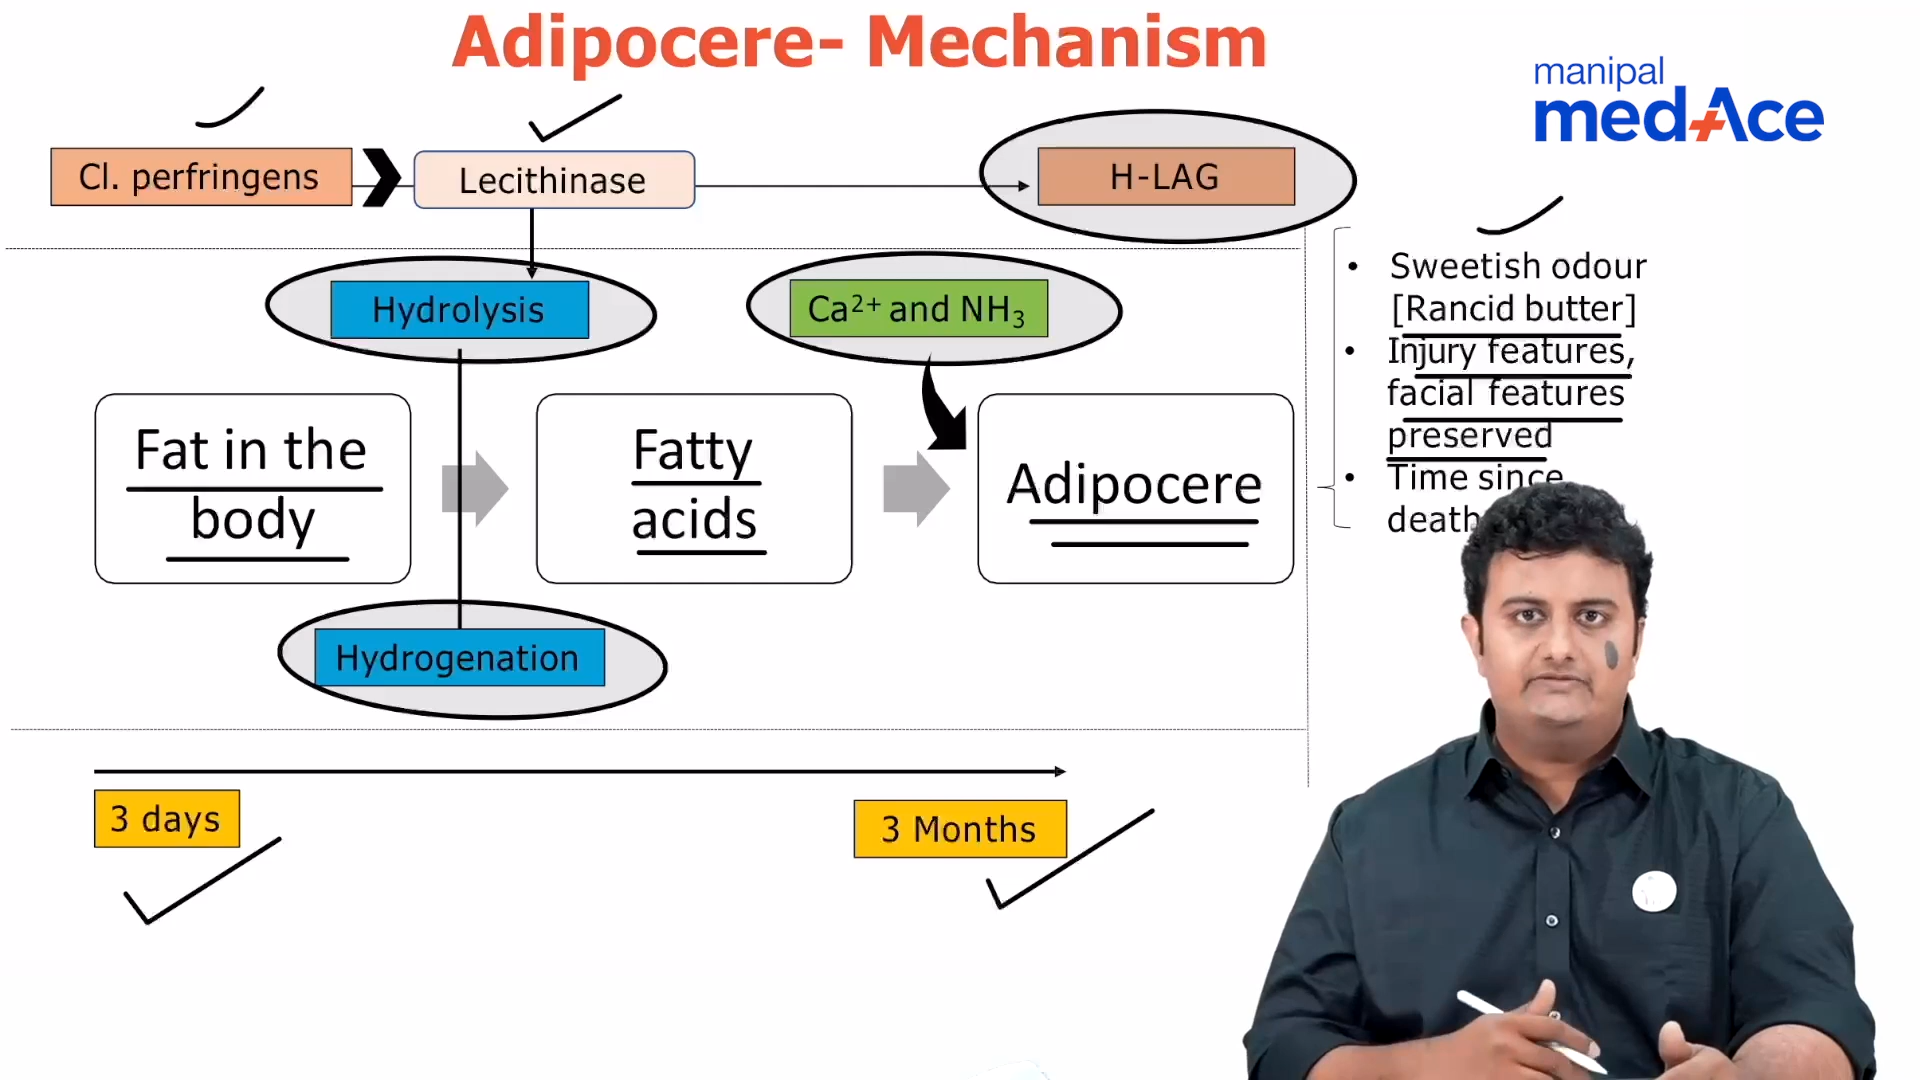 Adipocere- Mechanism
manipal
medAce
Cl. perfringens
Lecithinase
H-LAG
Hydrolysis
Ca²⁺ and NH₃
• Sweetish odour
[Rancid butter]
• Injury features,
facial features
preserved
• Time since
death
Fat in the
body
Fatty
acids
Adipocere
Hydrogenation
3 days
3 Months